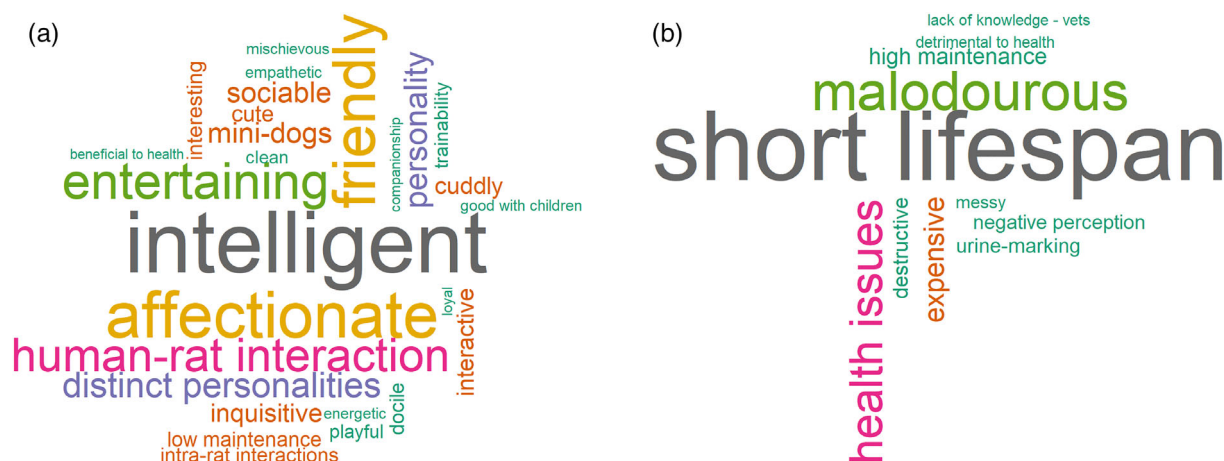 (a)
mischievous
friendly
empathetic
interesting
sociable
personality
trainability
cute
mini-dogs
companionship
beneficial to health
clean
entertaining
cuddly
good with children
intelligent
affectionate
loyal
interactive
human-rat interaction
distinct personalities
docile
inquisitive
energetic
playful
low maintenance
intra-rat interactions
(b)
lack of knowledge - vets
detrimental to health
high maintenance
malodourous
short lifespan
health issues
destructive
expensive
messy
negative perception
urine-marking